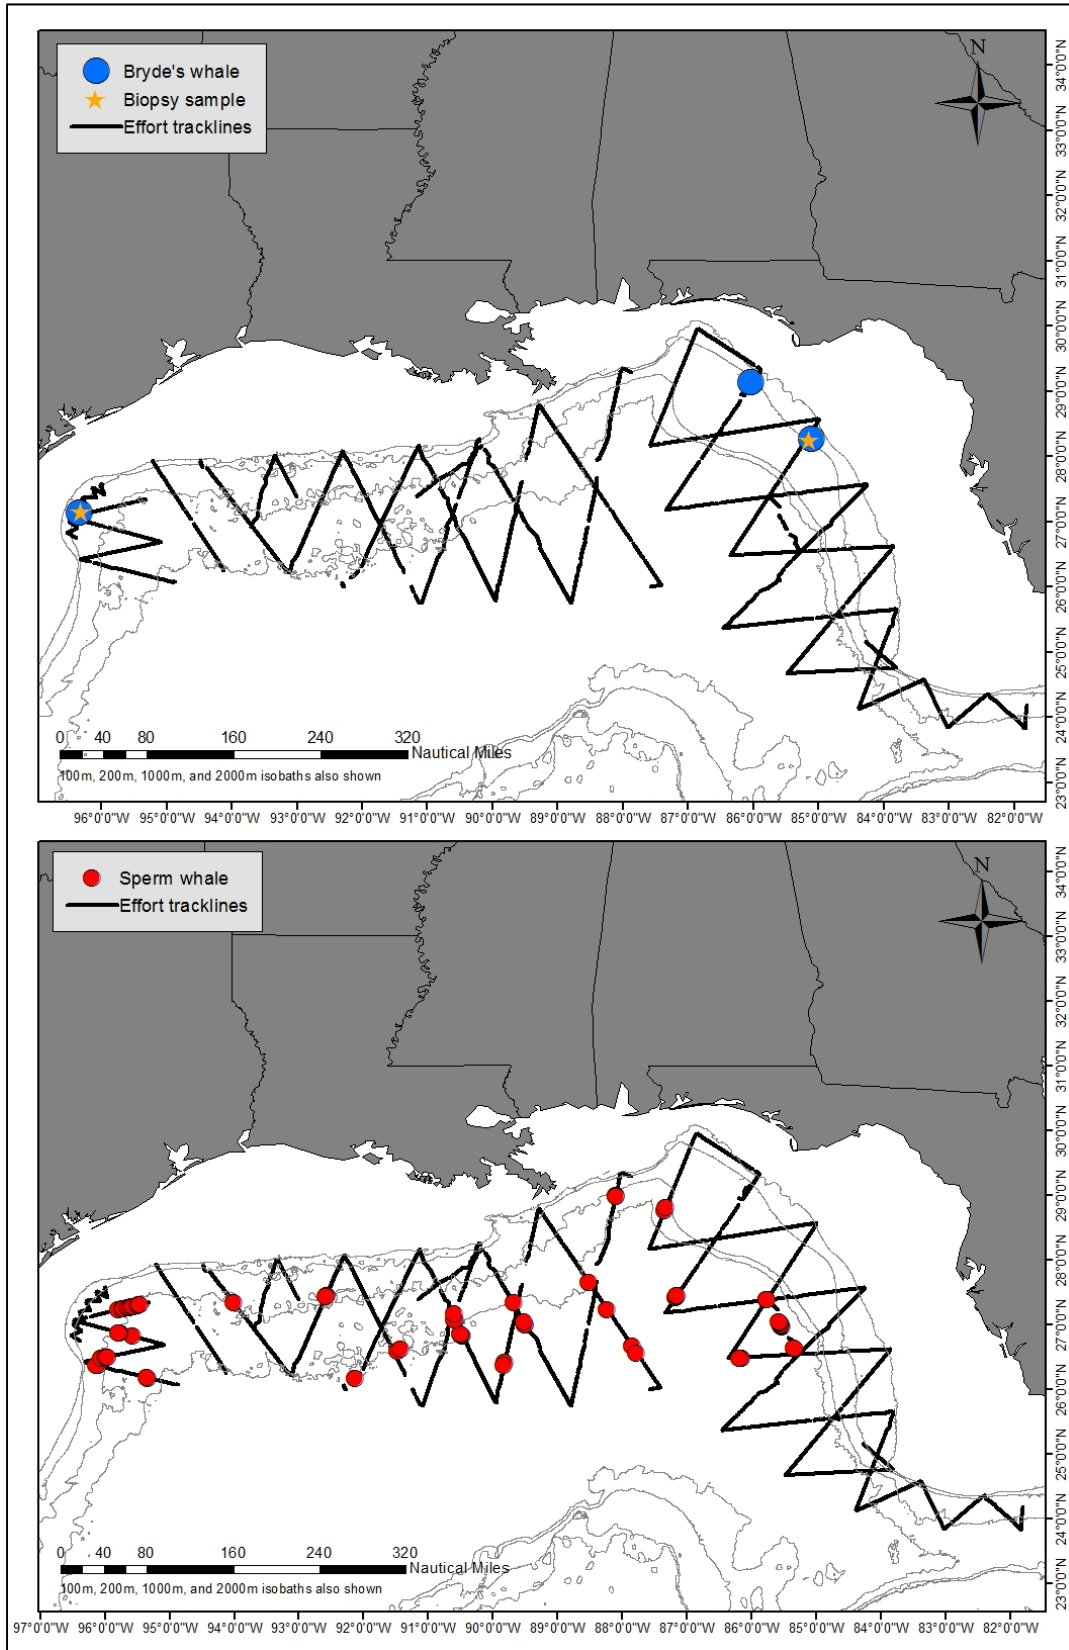 Bryde's whale
Biopsy sample
Effort tracklines
N
34°0'0"N
33°0'0"N
32°0'0"N
31°0'0"N
30°0'0"N
29°0'0"N
28°0'0"N
27°0'0"N
26°0'0"N
25°0'0"N
24°0'0"N
23°0'0"N
0 40 80 160 240 320
Nautical Miles
100m, 200m, 1000m, and 2000m isobaths also shown
96°0'0"W 95°0'0"W 94°0'0"W 93°0'0"W 92°0'0"W 91°0'0"W 90°0'0"W 89°0'0"W 88°0'0"W 87°0'0"W 86°0'0"W 85°0'0"W 84°0'0"W 83°0'0"W 82°0'0"W
Sperm whale
Effort tracklines
N
34°0'0"N
33°0'0"N
32°0'0"N
31°0'0"N
30°0'0"N
29°0'0"N
28°0'0"N
27°0'0"N
26°0'0"N
25°0'0"N
24°0'0"N
23°0'0"N
0 40 80 160 240 320
Nautical Miles
100m, 200m, 1000m, and 2000m isobaths also shown
97°0'0"W 96°0'0"W 95°0'0"W 94°0'0"W 93°0'0"W 92°0'0"W 91°0'0"W 90°0'0"W 89°0'0"W 88°0'0"W 87°0'0"W 86°0'0"W 85°0'0"W 84°0'0"W 83°0'0"W 82°0'0"W